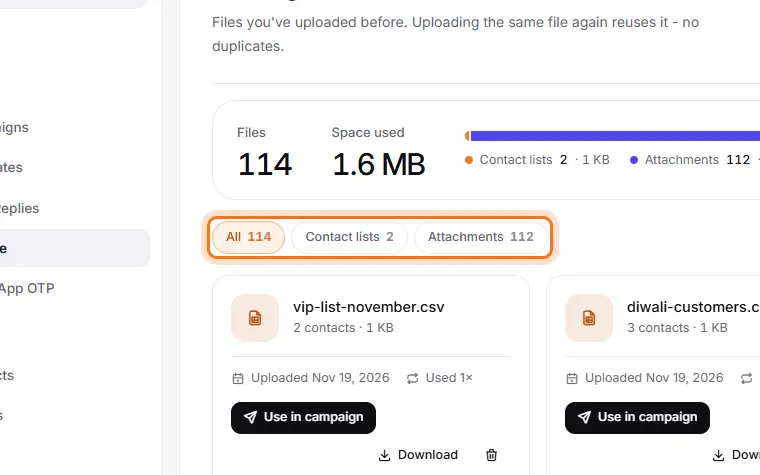 Files you've uploaded before. Uploading the same file again reuses it - no
duplicates.
aigns
ates
Replies
e
App OTP
cts
s
Files
114
Space used
1.6 MB
Contact lists 2 · 1 KB
Attachments 112 ·
All 114
Contact lists 2
Attachments 112
vip-list-november.csv
2 contacts · 1 KB
Uploaded Nov 19, 2026
Used 1×
Use in campaign
Download
diwali-customers.c
3 contacts · 1 KB
Uploaded Nov 19, 2026
Use in campaign
Dow